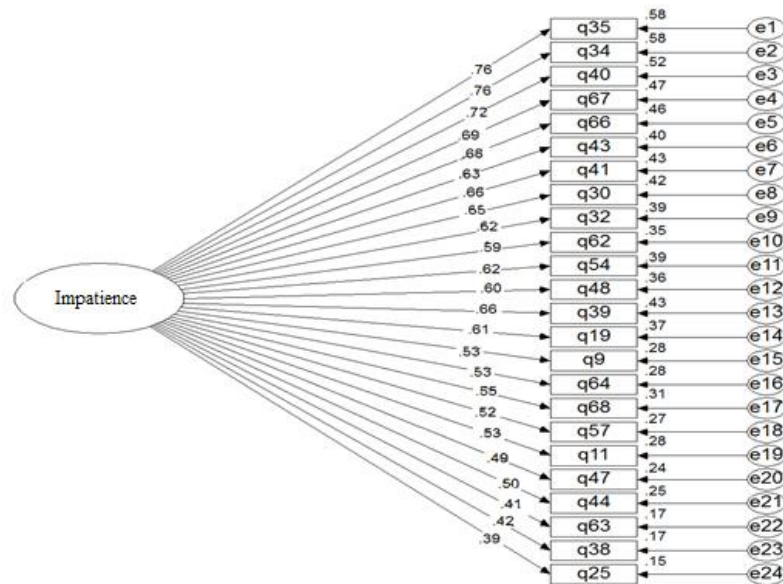 .58
q35 e1
.58
q34 e2
.76 .52
q40 e3
.76 .47
q67 e4
.72 .46
q66 e5
.69 .40
q43 e6
.68 .43
q41 e7
.63 .42
q30 e8
.66 .39
q32 e9
.65 .35
q62 e10
.62 .39
q54 e11
.59 .36
q48 e12
.62 .43
Impatience
.60
q39 e13
.66 .37
q19 e14
.61 .28
q9 e15
.53 .28
q64 e16
.53 .31
q68 e17
.55 .27
q57 e18
.52 .28
q11 e19
.53 .24
q47 e20
.49 .25
q44 e21
.50 .17
q63 e22
.41 .17
q38 e23
.42 .15
.39
q25 e24